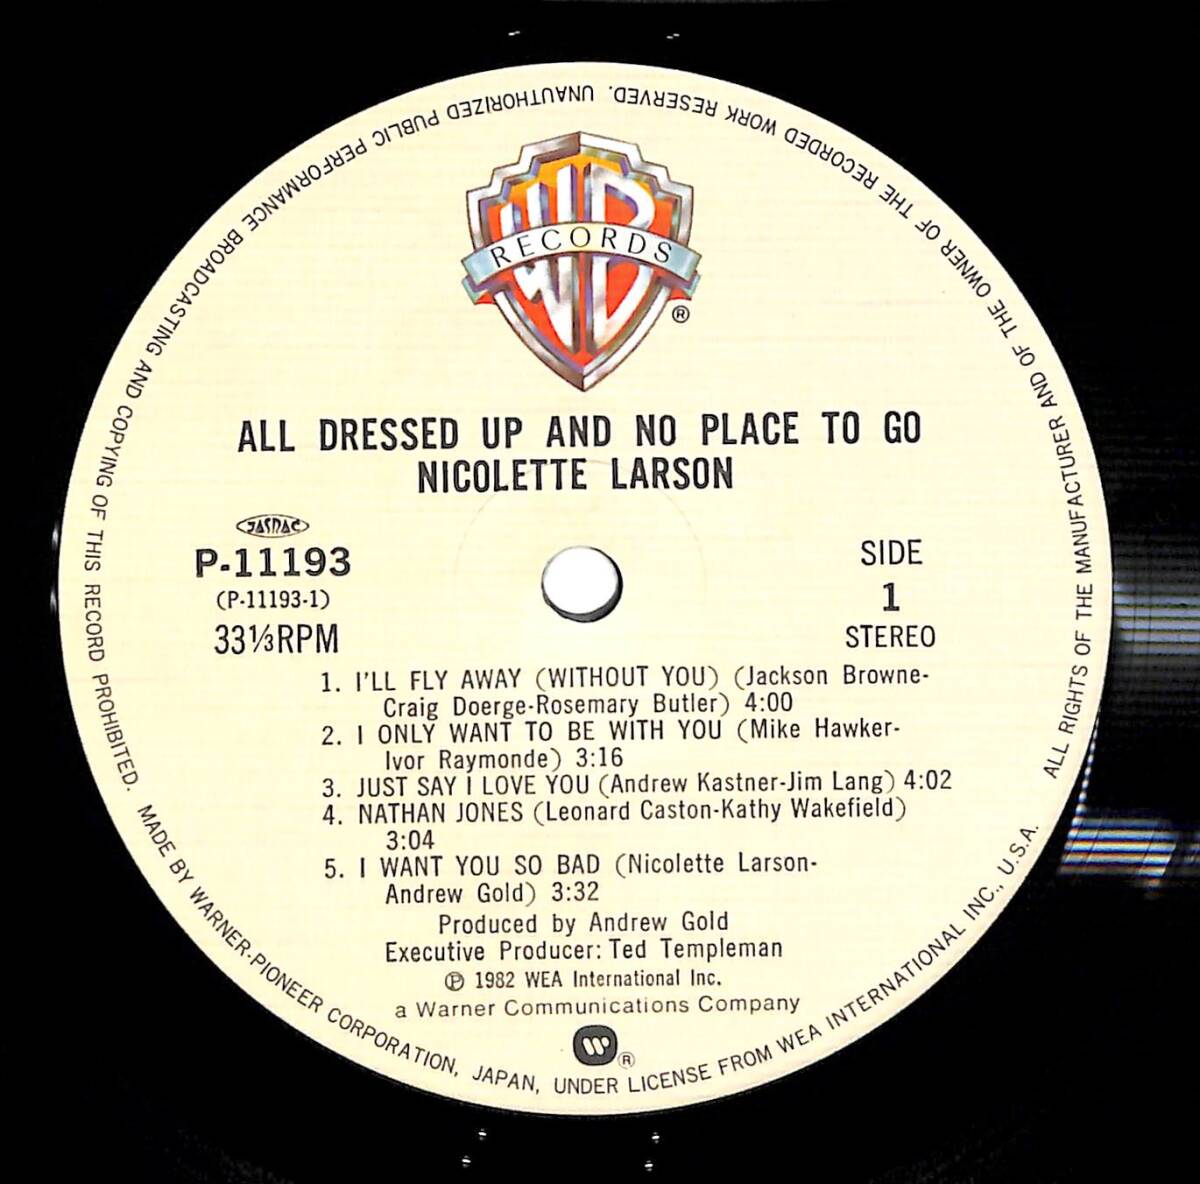 WB
RECORDS
®
ALL DRESSED UP AND NO PLACE TO GO
NICOLETTE LARSON
JASRAC
P-11193
(P-11193-1)
33⅓RPM
SIDE
1
STEREO
1. I'LL FLY AWAY (WITHOUT YOU) (Jackson Browne-
Craig Doerge-Rosemary Butler) 4:00
2. I ONLY WANT TO BE WITH YOU (Mike Hawker-
Ivor Raymonde) 3:16
3. JUST SAY I LOVE YOU (Andrew Kastner-Jim Lang) 4:02
4. NATHAN JONES (Leonard Caston-Kathy Wakefield)
3:04
5. I WANT YOU SO BAD (Nicolette Larson-
Andrew Gold) 3:32
Produced by Andrew Gold
Executive Producer: Ted Templeman
℗ 1982 WEA International Inc.
a Warner Communications Company
®
ALL RIGHTS OF THE MANUFACTURER AND OF THE OWNER OF THE RECORDED WORK RESERVED. UNAUTHORIZED PUBLIC PERFORMANCE BROADCASTING AND COPYING OF THIS RECORD PROHIBITED. MADE BY WARNER-PIONEER CORPORATION, JAPAN, UNDER LICENSE FROM WEA INTERNATIONAL INC., U.S.A.